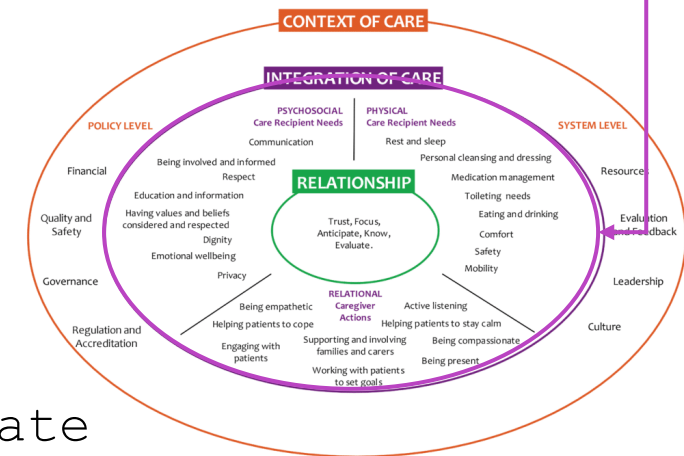 CONTEXT OF CARE
INTEGRATION OF CARE
PSYCHOSOCIAL
Care Recipient Needs
PHYSICAL
Care Recipient Needs
POLICY LEVEL
SYSTEM LEVEL
Communication
Rest and sleep
Being involved and informed
Personal cleansing and dressing
Financial
Respect
Medication management
Resources
RELATIONSHIP
Education and information
Toileting needs
Having values and beliefs
considered and respected
Eating and drinking
Quality and
Safety
Trust, Focus,
Anticipate, Know,
Evaluate.
Evaluation
and Feedback
Dignity
Comfort
Emotional wellbeing
Safety
Privacy
Mobility
Governance
Leadership
RELATIONAL
Caregiver
Actions
Being empathetic
Active listening
Helping patients to cope
Helping patients to stay calm
Regulation and
Accreditation
Culture
Engaging with
patients
Supporting and involving
families and carers
Being compassionate
Being present
Working with patients
to set goals
ate